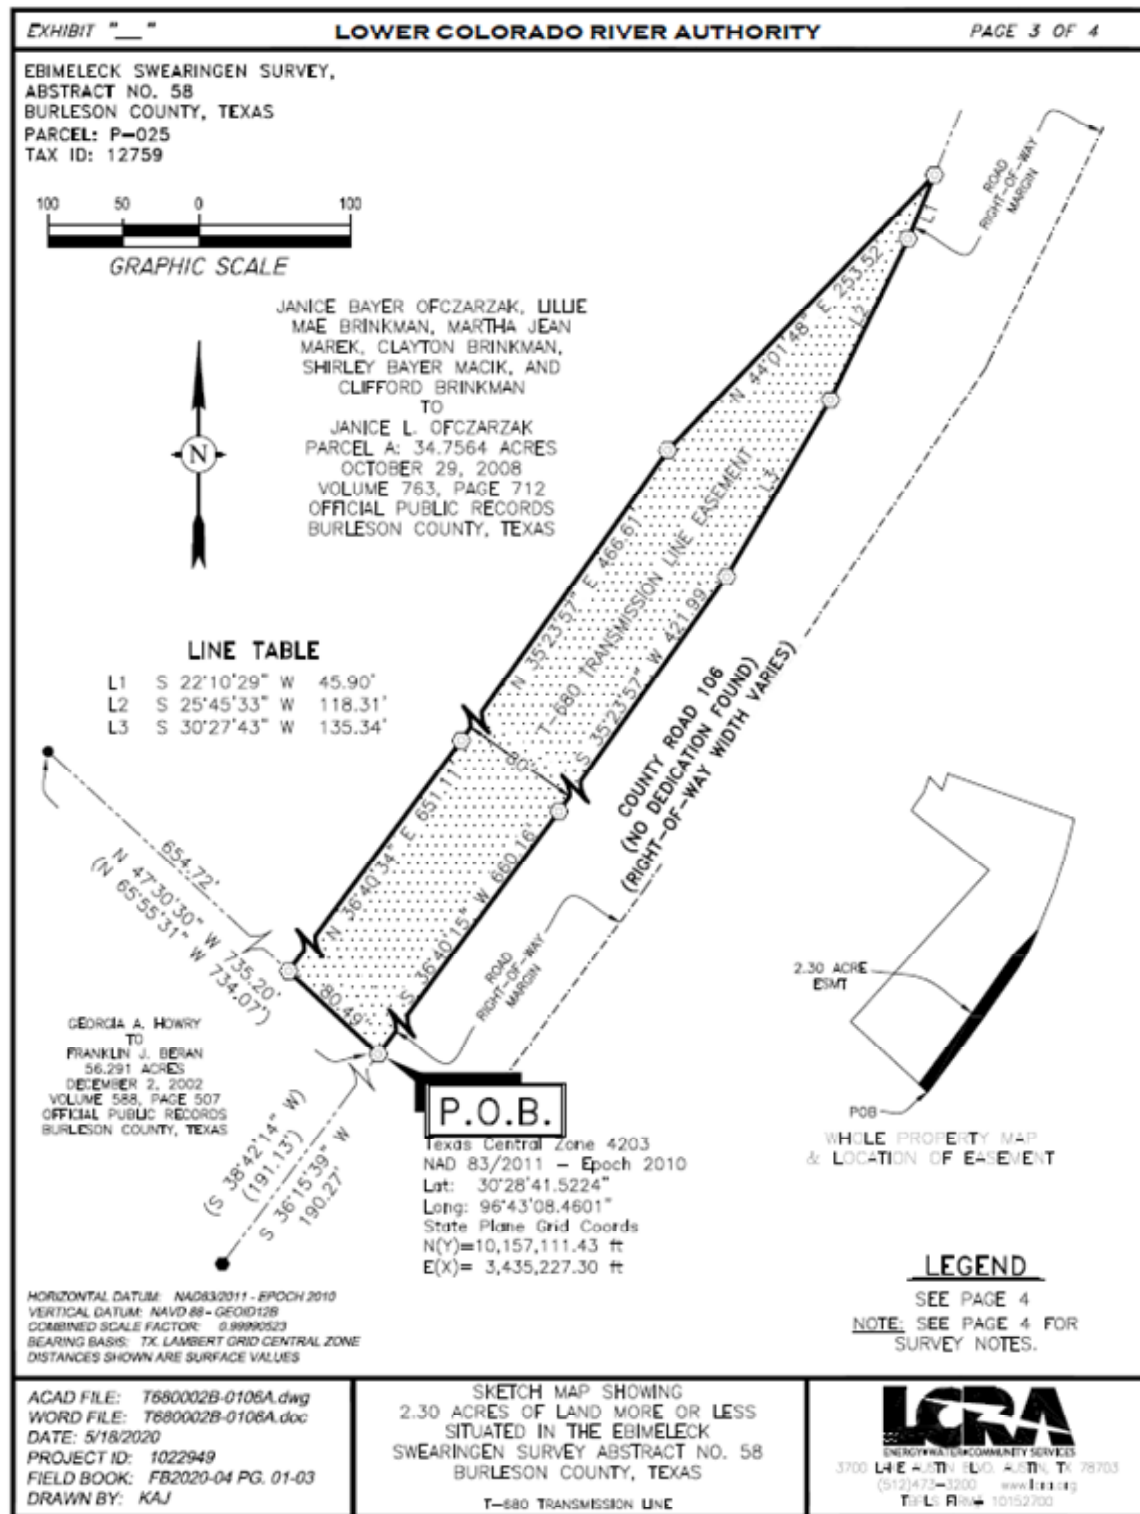 EXHIBIT "__"
LOWER COLORADO RIVER AUTHORITY
PAGE 3 OF 4
EBIMELECK SWEARINGEN SURVEY,
ABSTRACT NO. 58
BURLESON COUNTY, TEXAS
PARCEL: P-025
TAX ID: 12759
100 50 0 100
GRAPHIC SCALE
JANICE BAYER OFCZARZAK, LILLIE
MAE BRINKMAN, MARTHA JEAN
MAREK, CLAYTON BRINKMAN,
SHIRLEY BAYER MACIK, AND
CLIFFORD BRINKMAN
TO
JANICE L. OFCZARZAK
PARCEL A: 34.7564 ACRES
OCTOBER 29, 2008
VOLUME 763, PAGE 712
OFFICIAL PUBLIC RECORDS
BURLESON COUNTY, TEXAS
N
ROAD
RIGHT-OF-WAY
MARGIN
L1
N 44°01'48" E 253.52'
L2
L3
N 35°23'57" E 466.61'
T-680 TRANSMISSION LINE EASEMENT
S 35°23'57" W 421.99'
80'
LINE TABLE
L1 S 22°10'29" W 45.90'
L2 S 25°45'33" W 118.31'
L3 S 30°27'43" W 135.34'
COUNTY ROAD 106
(NO DEDICATION FOUND)
(RIGHT-OF-WAY WIDTH VARIES)
N 36°40'34" E 651.11'
S 36°40'15" W 660.16'
654.72'
N 47°30'30" W 735.20'
(N 65°55'31" W 734.07')
80.49'
ROAD
RIGHT-OF-WAY
MARGIN
2.30 ACRE
ESMT
POB
WHOLE PROPERTY MAP
& LOCATION OF EASEMENT
GEORGIA A. HOWRY
TO
FRANKLIN J. BERAN
56.291 ACRES
DECEMBER 2, 2002
VOLUME 588, PAGE 507
OFFICIAL PUBLIC RECORDS
BURLESON COUNTY, TEXAS
(S 38°42'14" W)
(191.13')
S 36°15'39" W
190.27'
P.O.B.
Texas Central Zone 4203
NAD 83/2011 - Epoch 2010
Lat: 30°28'41.5224"
Long: 96°43'08.4601"
State Plane Grid Coords
N(Y)=10,157,111.43 ft
E(X)= 3,435,227.30 ft
LEGEND
SEE PAGE 4
NOTE: SEE PAGE 4 FOR
SURVEY NOTES.
HORIZONTAL DATUM: NAD83/2011 - EPOCH 2010
VERTICAL DATUM: NAVD 88 - GEOID12B
COMBINED SCALE FACTOR: 0.99990523
BEARING BASIS: TX. LAMBERT GRID CENTRAL ZONE
DISTANCES SHOWN ARE SURFACE VALUES
ACAD FILE: T680002B-0106A.dwg
WORD FILE: T680002B-0106A.doc
DATE: 5/18/2020
PROJECT ID: 1022949
FIELD BOOK: FB2020-04 PG. 01-03
DRAWN BY: KAJ
SKETCH MAP SHOWING
2.30 ACRES OF LAND MORE OR LESS
SITUATED IN THE EBIMELECK
SWEARINGEN SURVEY ABSTRACT NO. 58
BURLESON COUNTY, TEXAS
T-680 TRANSMISSION LINE
LCRA
ENERGY•WATER•COMMUNITY SERVICES
3700 LAKE AUSTIN BLVD. AUSTIN, TX 78703
(512)473-3200 www.lcra.org
TBPLS FIRM# 10152700